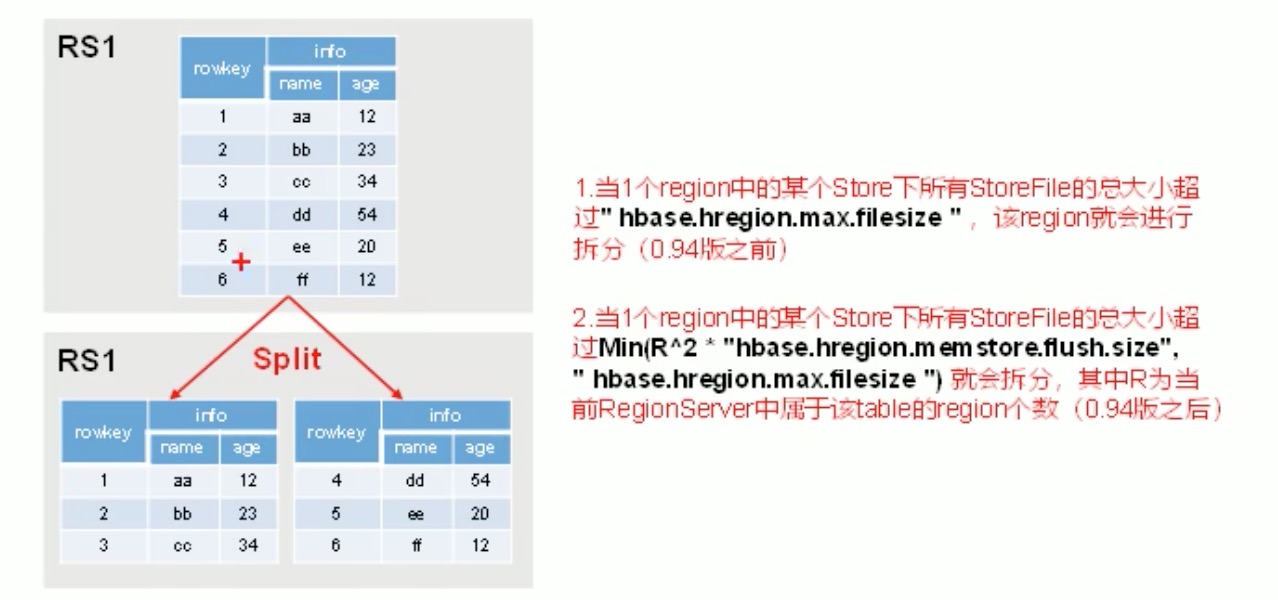 RS1
rowkey info
name age
1 aa 12
2 bb 23
3 cc 34
4 dd 54
5 ee 20
6 ff 12
Split
RS1
rowkey info
name age
1 aa 12
2 bb 23
3 cc 34
rowkey info
name age
4 dd 54
5 ee 20
6 ff 12
1.当1个region中的某个Store下所有StoreFile的总大小超
过" hbase.hregion.max.filesize "，该region就会进行
拆分（0.94版之前）
2.当1个region中的某个Store下所有StoreFile的总大小超
过Min(R^2 * "hbase.hregion.memstore.flush.size",
" hbase.hregion.max.filesize ") 就会拆分，其中R为当
前RegionServer中属于该table的region个数（0.94版之后）